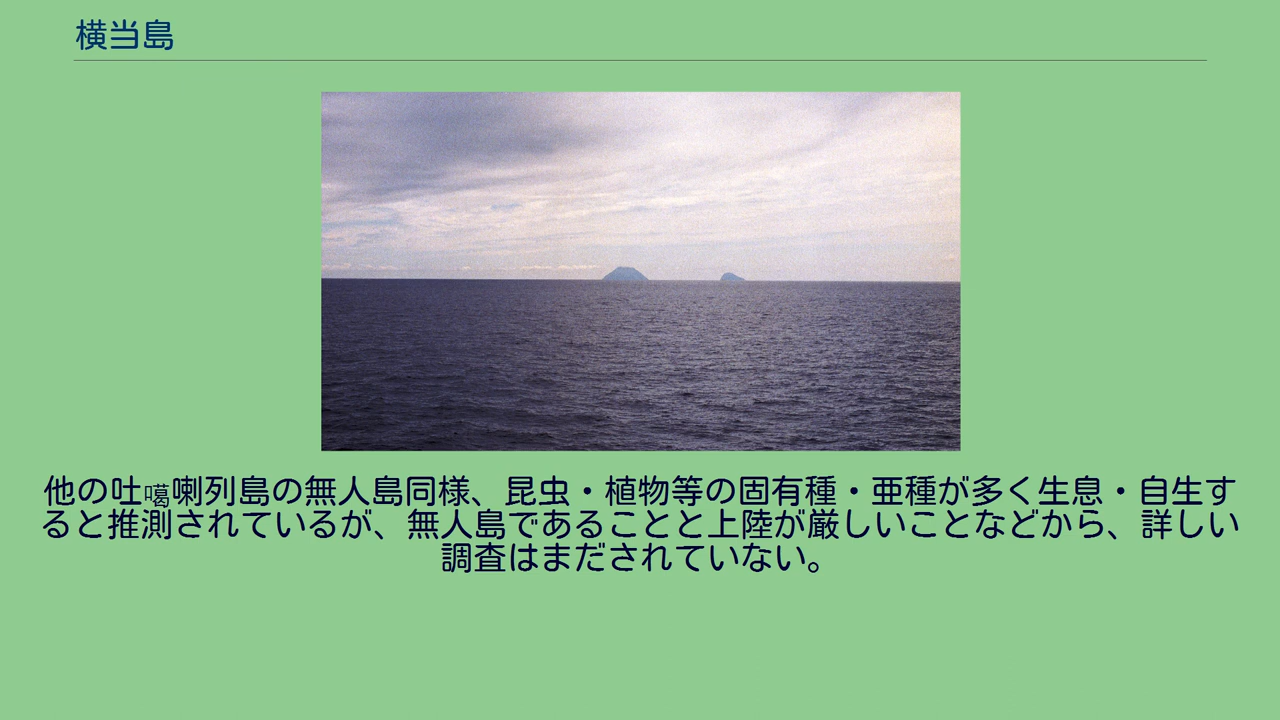 横当島
他の吐噶喇列島の無人島同様、昆虫・植物等の固有種・亜種が多く生息・自生す
ると推測されているが、無人島であることと上陸が厳しいことなどから、詳しい
調査はまだされていない。